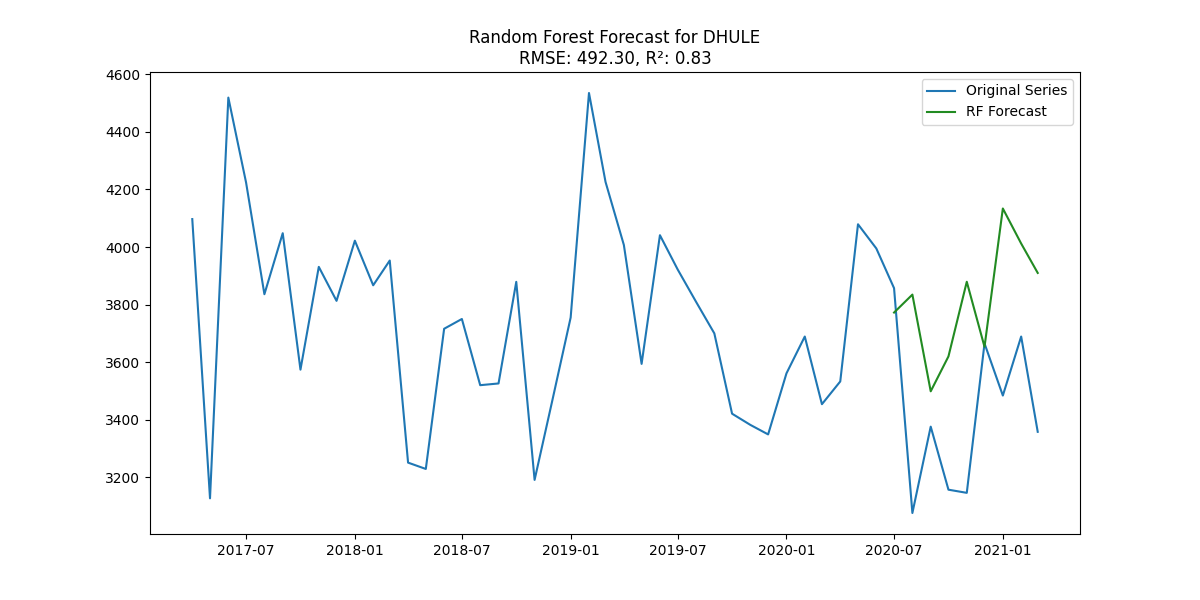 Random Forest Forecast for DHULE
RMSE: 492.30, R²: 0.83
Original Series
RF Forecast
4600
4400
4200
4000
3800
3600
3400
3200
2017-07 2018-01 2018-07 2019-01 2019-07 2020-01 2020-07 2021-01